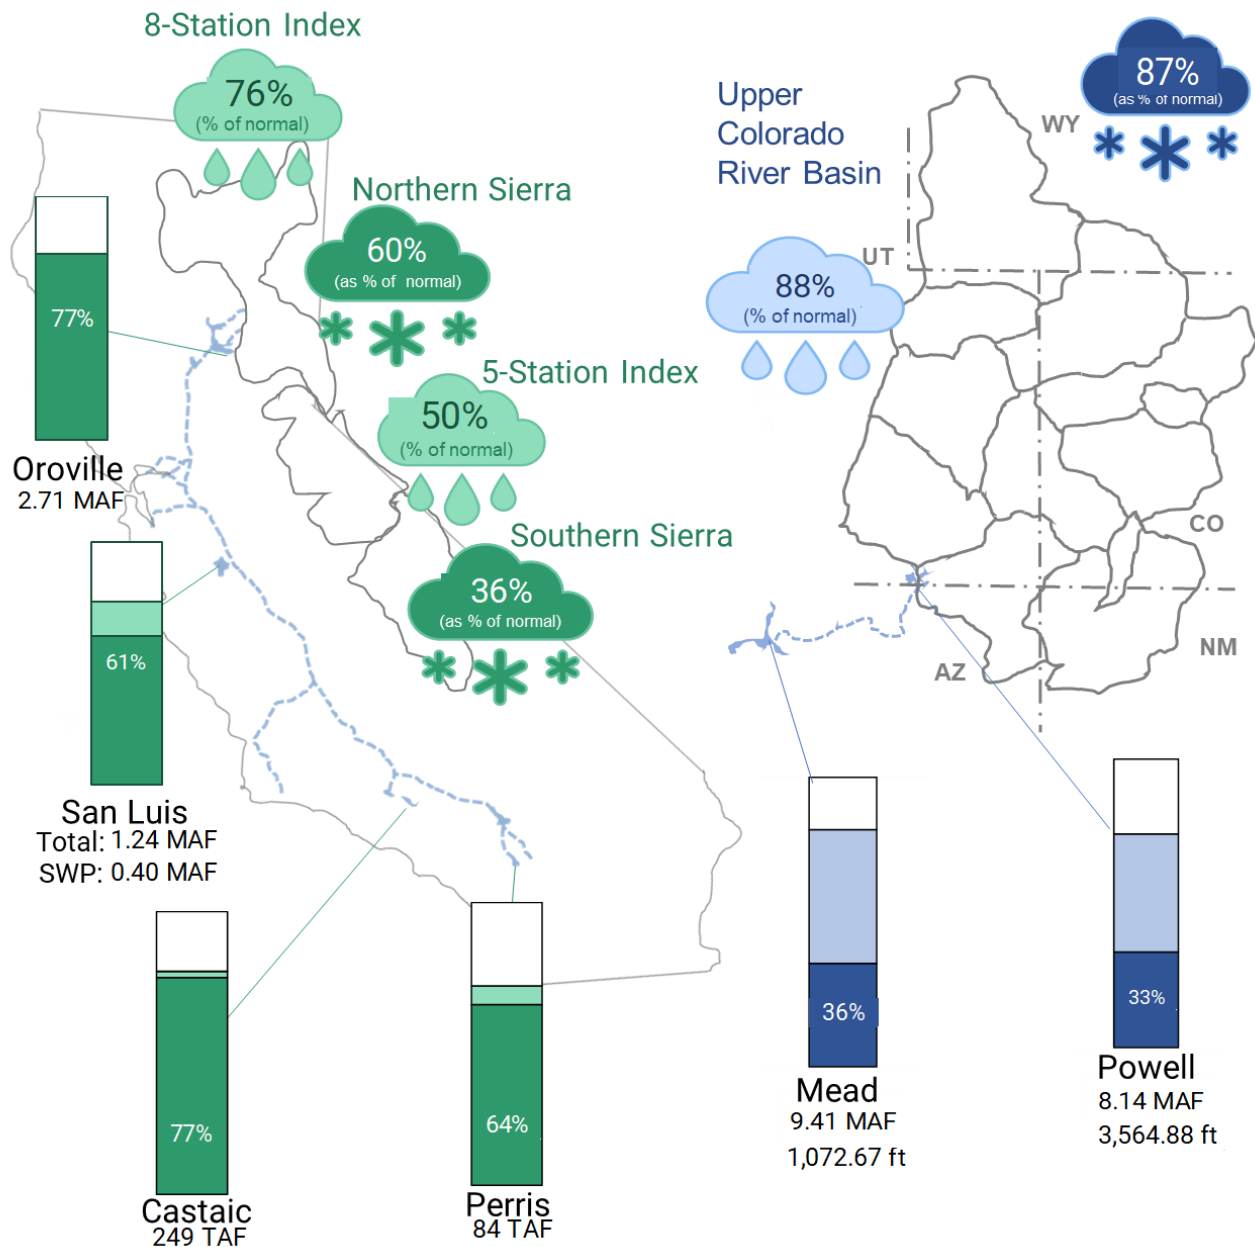 8-Station Index
76%
(% of normal)
Northern Sierra
60%
(as % of normal)
77%
Oroville
2.71 MAF
5-Station Index
50%
(% of normal)
Southern Sierra
36%
(as % of normal)
61%
San Luis
Total: 1.24 MAF
SWP: 0.40 MAF
77%
Castaic
249 TAF
64%
Perris
84 TAF
Upper
Colorado
River Basin
87%
(as % of normal)
WY
UT
88%
(% of normal)
CO
NM
AZ
36%
Mead
9.41 MAF
1,072.67 ft
33%
Powell
8.14 MAF
3,564.88 ft